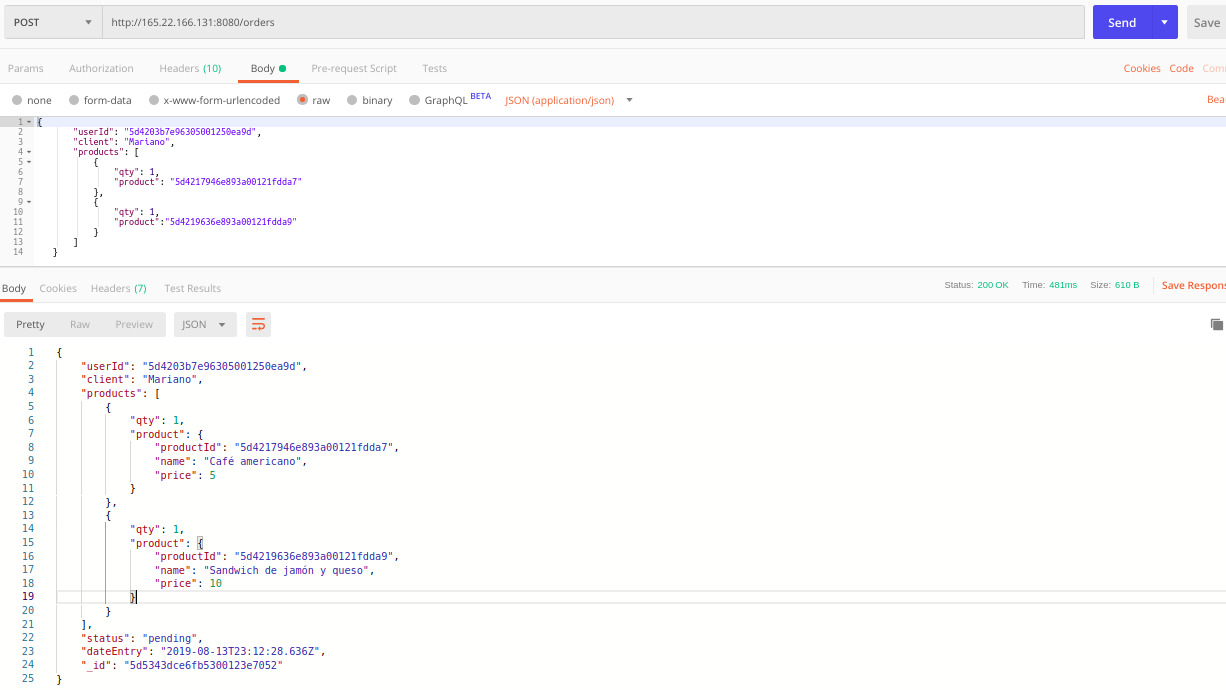 POST http://165.22.166.131:8080/orders Send Save
Params Authorization Headers (10) Body Pre-request Script Tests Cookies Code Com
none form-data x-www-form-urlencoded raw binary GraphQL BETA JSON (application/json) Bea
1 {
2 "userId": "5d4203b7e96305001250ea9d",
3 "client": "Mariano",
4 "products": [
5 {
6 "qty": 1,
7 "product": "5d4217946e893a00121fdda7"
8 },
9 {
10 "qty": 1,
11 "product":"5d4219636e893a00121fdda9"
12 }
13 ]
14 }
Body Cookies Headers (7) Test Results Status: 200 OK Time: 481ms Size: 610 B Save Respons
Pretty Raw Preview JSON
1 {
2 "userId": "5d4203b7e96305001250ea9d",
3 "client": "Mariano",
4 "products": [
5 {
6 "qty": 1,
7 "product": {
8 "productId": "5d4217946e893a00121fdda7",
9 "name": "Café americano",
10 "price": 5
11 }
12 },
13 {
14 "qty": 1,
15 "product": {
16 "productId": "5d4219636e893a00121fdda9",
17 "name": "Sandwich de jamón y queso",
18 "price": 10
19 }
20 }
21 ],
22 "status": "pending",
23 "dateEntry": "2019-08-13T23:12:28.636Z",
24 "_id": "5d5343dce6fb5300123e7052"
25 }